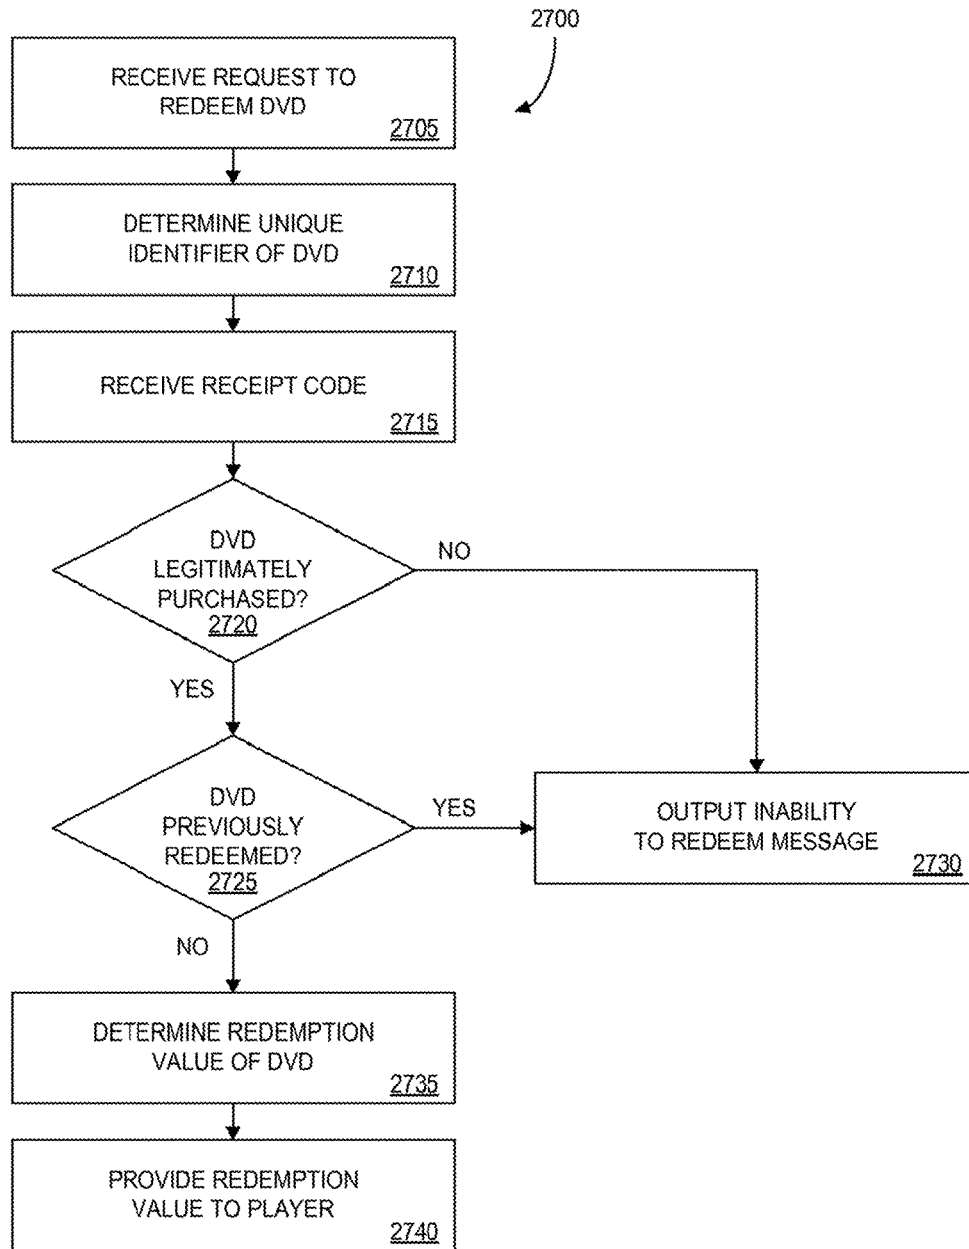 2700
RECEIVE REQUEST TO
REDEEM DVD
2705
DETERMINE UNIQUE
IDENTIFIER OF DVD
2710
RECEIVE RECEIPT CODE
2715
DVD
LEGITIMATELY
PURCHASED?
2720
NO
YES
DVD
PREVIOUSLY
REDEEMED?
2725
YES
OUTPUT INABILITY
TO REDEEM MESSAGE
2730
NO
DETERMINE REDEMPTION
VALUE OF DVD
2735
PROVIDE REDEMPTION
VALUE TO PLAYER
2740